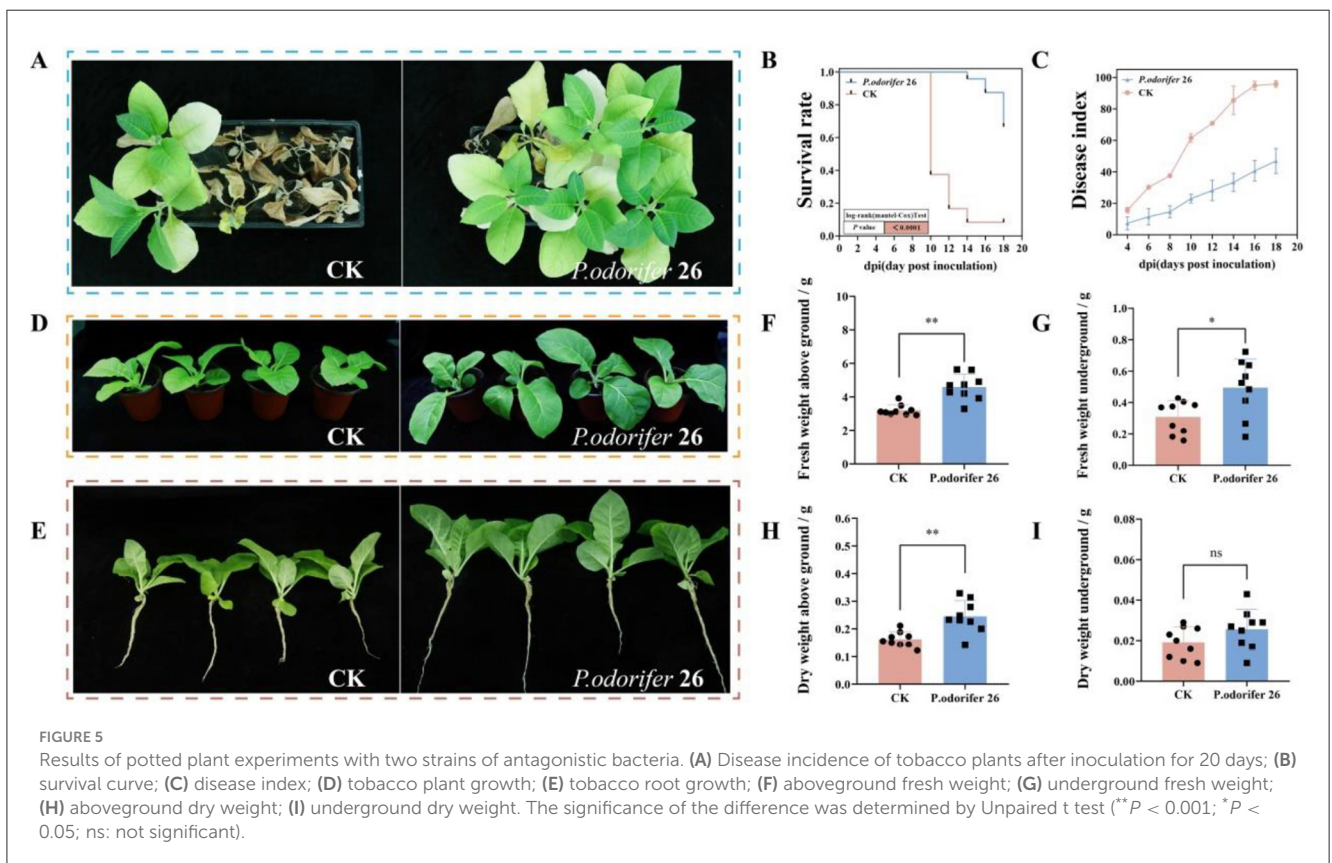 A
CK
P.odorifer 26
B
Survival rate
1.0
0.8
0.6
0.4
0.2
0.0
P.odorifer 26
CK
log-rank(mantel-Cox)Test
P value
<0.0001
0 2 4 6 8 10 12 14 16 18 20
dpi(day post inoculation)
C
Disease index
100
80
60
40
20
0
P.odorifer 26
CK
4 6 8 10 12 14 16 18 20
dpi(days post inoculation)
D
CK
P.odorifer 26
F
Fresh weight above ground / g
10
8
6
4
2
0
**
CK
P.odorifer 26
G
Fresh weight underground / g
1.0
0.8
0.6
0.4
0.2
0.0
*
CK
P.odorifer 26
E
CK
P.odorifer 26
H
Dry weight above ground / g
0.6
0.5
0.4
0.3
0.2
0.1
0.0
**
CK
P.odorifer 26
I
Dry weight underground / g
0.08
0.06
0.04
0.02
0.00
ns
CK
P.odorifer 26
FIGURE 5
Results of potted plant experiments with two strains of antagonistic bacteria. (A) Disease incidence of tobacco plants after inoculation for 20 days; (B)
survival curve; (C) disease index; (D) tobacco plant growth; (E) tobacco root growth; (F) aboveground fresh weight; (G) underground fresh weight;
(H) aboveground dry weight; (I) underground dry weight. The significance of the difference was determined by Unpaired t test (**P < 0.001; *P <
0.05; ns: not significant).